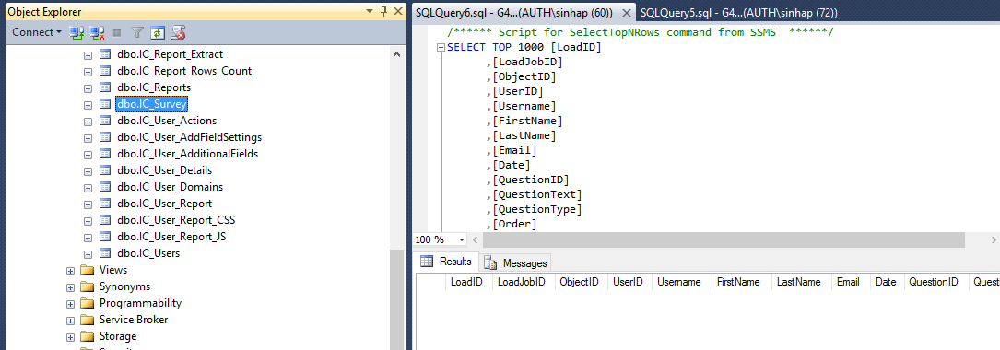 Object Explorer
Connect
dbo.IC_Report_Extract
dbo.IC_Report_Rows_Count
dbo.IC_Reports
dbo.IC_Survey
dbo.IC_User_Actions
dbo.IC_User_AddFieldSettings
dbo.IC_User_AdditionalFields
dbo.IC_User_Details
dbo.IC_User_Domains
dbo.IC_User_Report
dbo.IC_User_Report_CSS
dbo.IC_User_Report_JS
dbo.IC_Users
Views
Synonyms
Programmability
Service Broker
Storage
SQLQuery6.sql - G4...(AUTH\sinhap (60)) SQLQuery5.sql - G4...(AUTH\sinhap (72))
/****** Script for SelectTopNRows command from SSMS ******/
SELECT TOP 1000 [LoadID]
,[LoadJobID]
,[ObjectID]
,[UserID]
,[Username]
,[FirstName]
,[LastName]
,[Email]
,[Date]
,[QuestionID]
,[QuestionText]
,[QuestionType]
,[Order]
100 %
Results Messages
LoadID LoadJobID ObjectID UserID Username FirstName LastName Email Date QuestionID